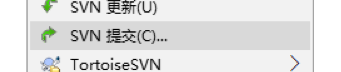 SVN 更新(U)
SVN 提交(C)...
TortoiseSVN